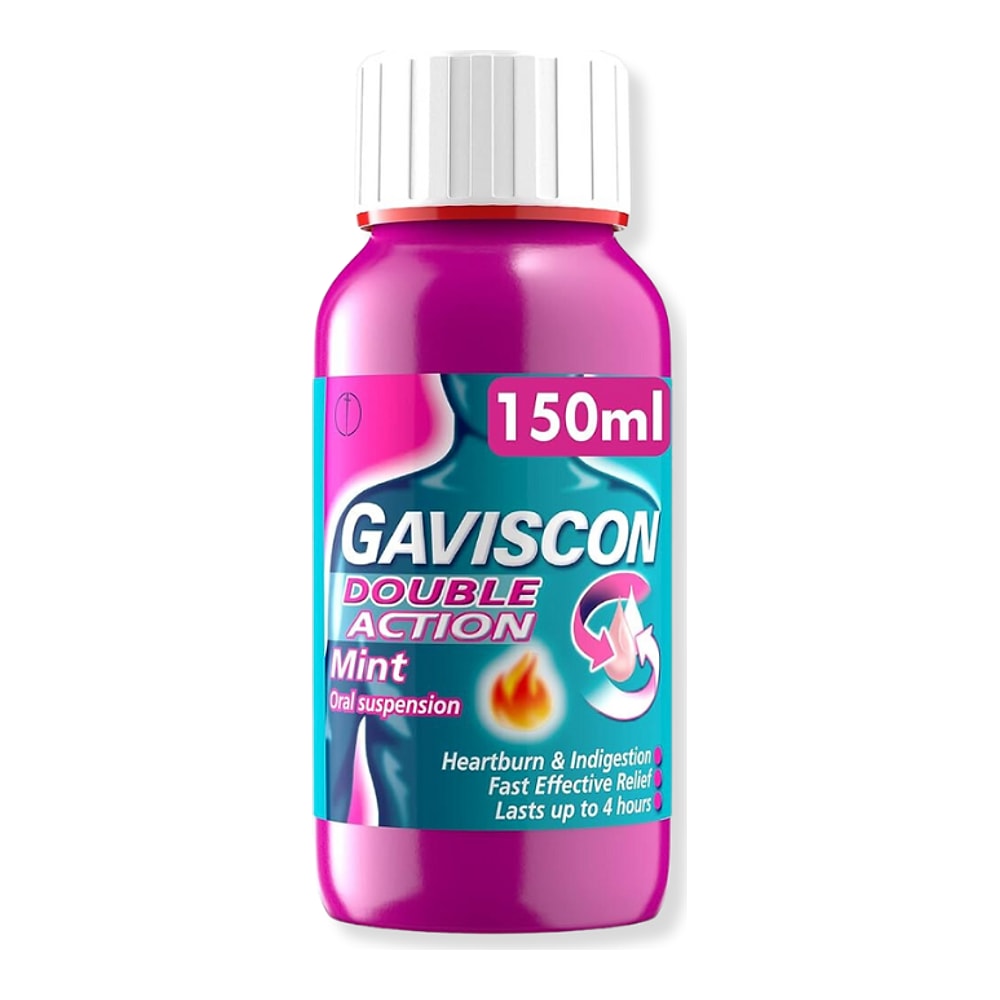 150ml
GAVISCON
DOUBLE
ACTION
Mint
Oral suspension
Heartburn & Indigestion
Fast Effective Relief
Lasts up to 4 hours